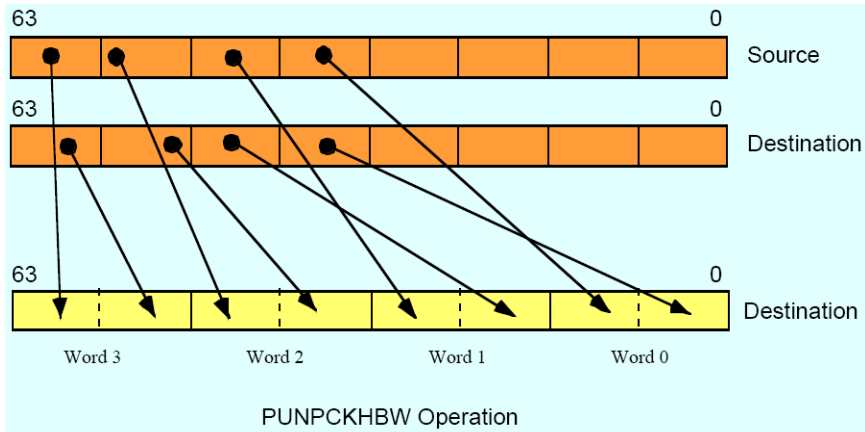 63 0
Source
63 0
Destination
63 0
Destination
Word 3 Word 2 Word 1 Word 0
PUNPCKHBW Operation